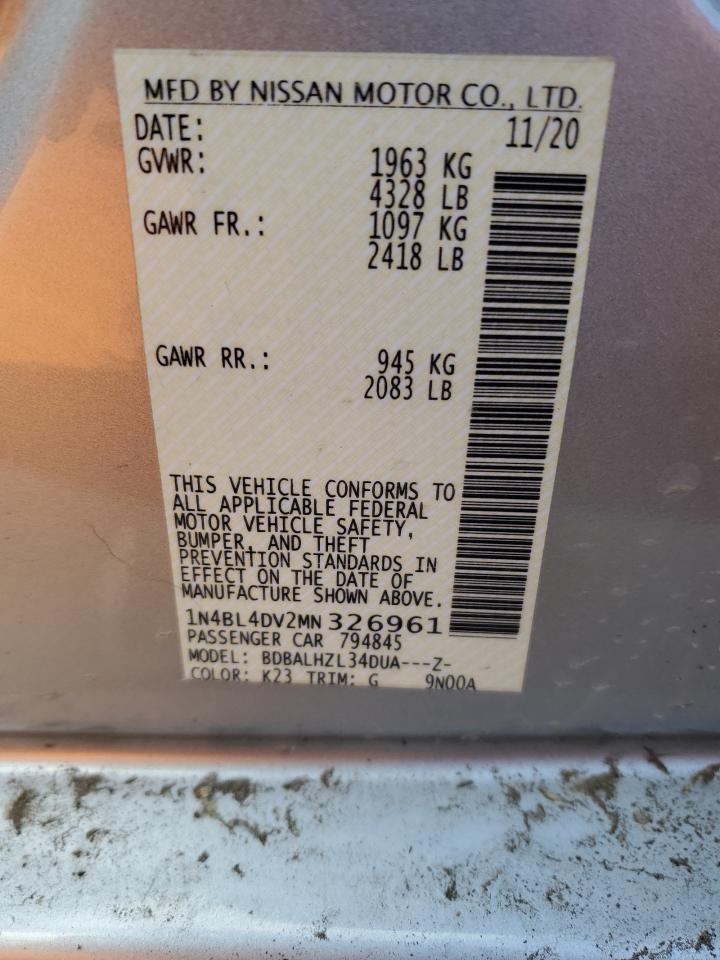 MFD BY NISSAN MOTOR CO., LTD.
DATE: 11/20
GVWR: 1963 KG
4328 LB
GAWR FR.: 1097 KG
2418 LB
GAWR RR.: 945 KG
2083 LB
THIS VEHICLE CONFORMS TO
ALL APPLICABLE FEDERAL
MOTOR VEHICLE SAFETY,
BUMPER, AND THEFT
PREVENTION STANDARDS IN
EFFECT ON THE DATE OF
MANUFACTURE SHOWN ABOVE.
1N4BL4DV2MN326961
PASSENGER CAR 794845
MODEL: BDBALHZL34DUA---Z-
COLOR: K23 TRIM: G 9N00A